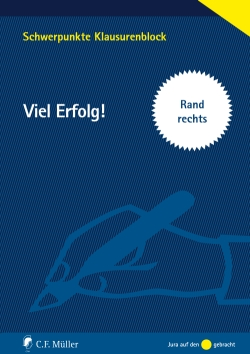 Schwerpunkte Klausurenblock
Rand
rechts
Viel Erfolg!
C.F. Müller
Jura auf den gebracht